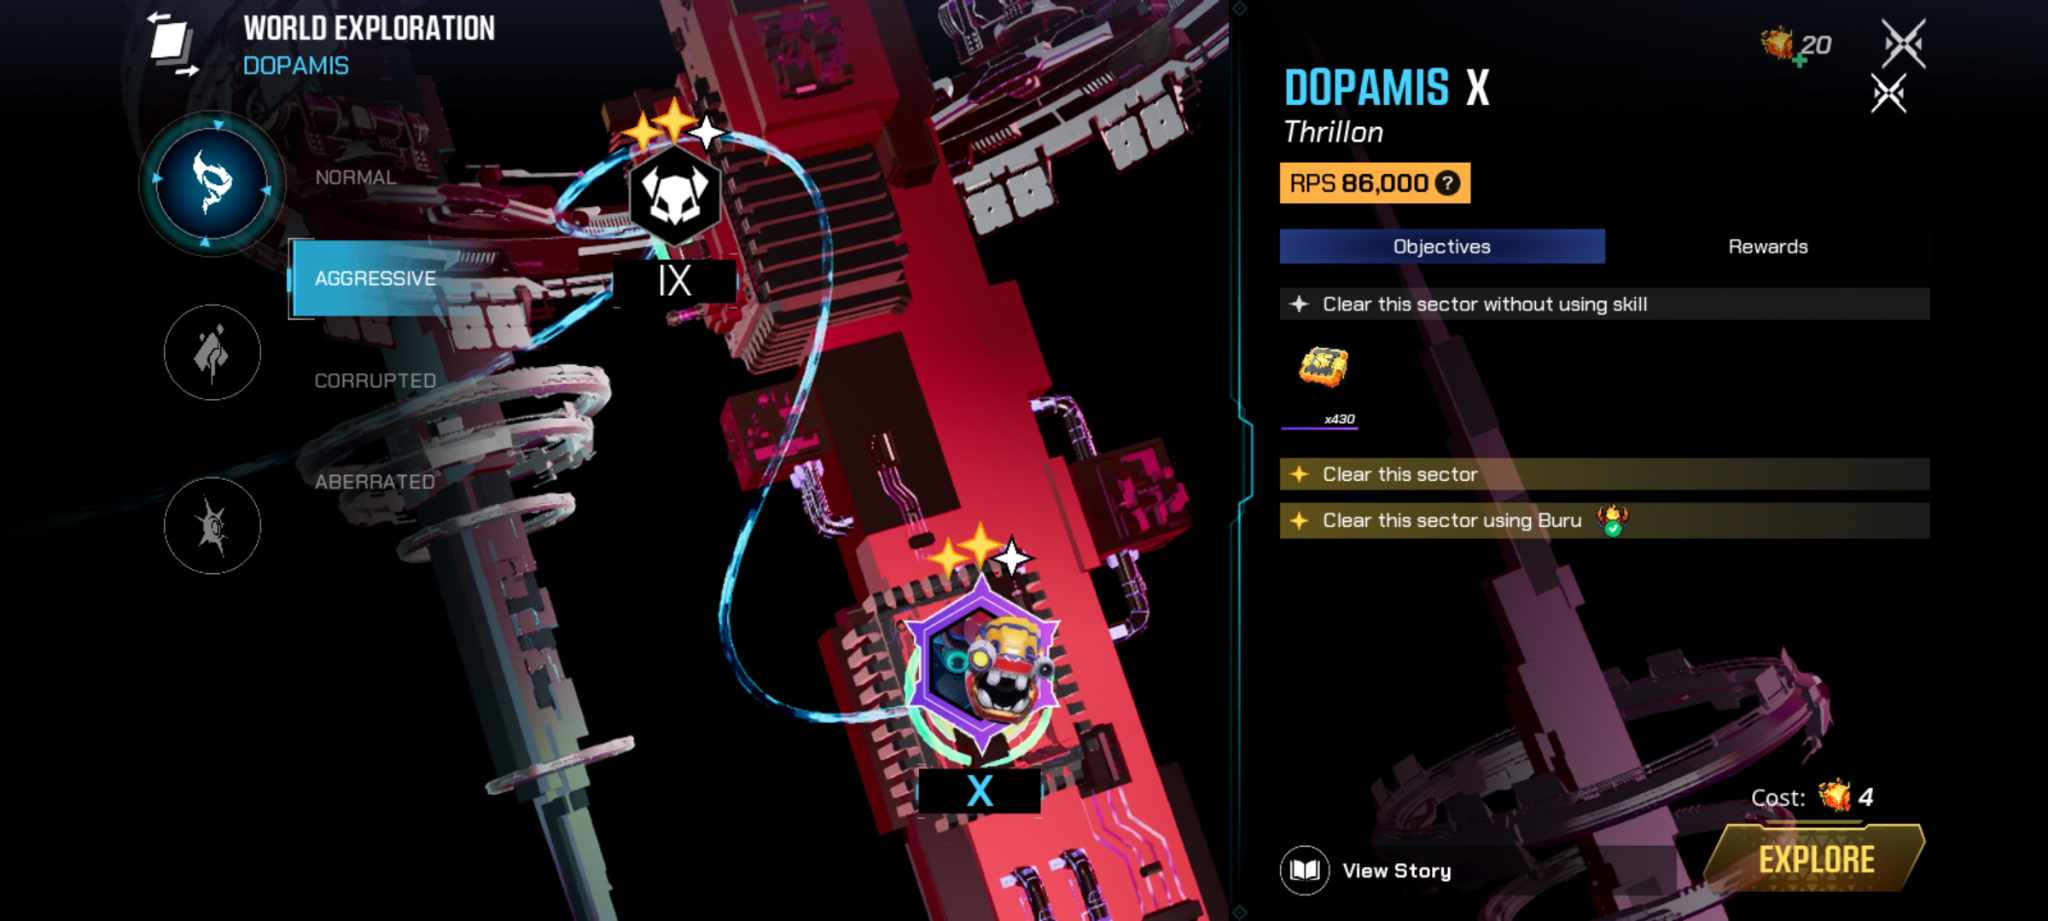 WORLD EXPLORATION
DOPAMIS
NORMAL
AGGRESSIVE
CORRUPTED
ABERRATED
IX
X
20
DOPAMIS X
Thrillon
RPS 86,000 ?
Objectives
Rewards
Clear this sector without using skill
x430
Clear this sector
Clear this sector using Buru
Cost: 4
View Story
EXPLORE